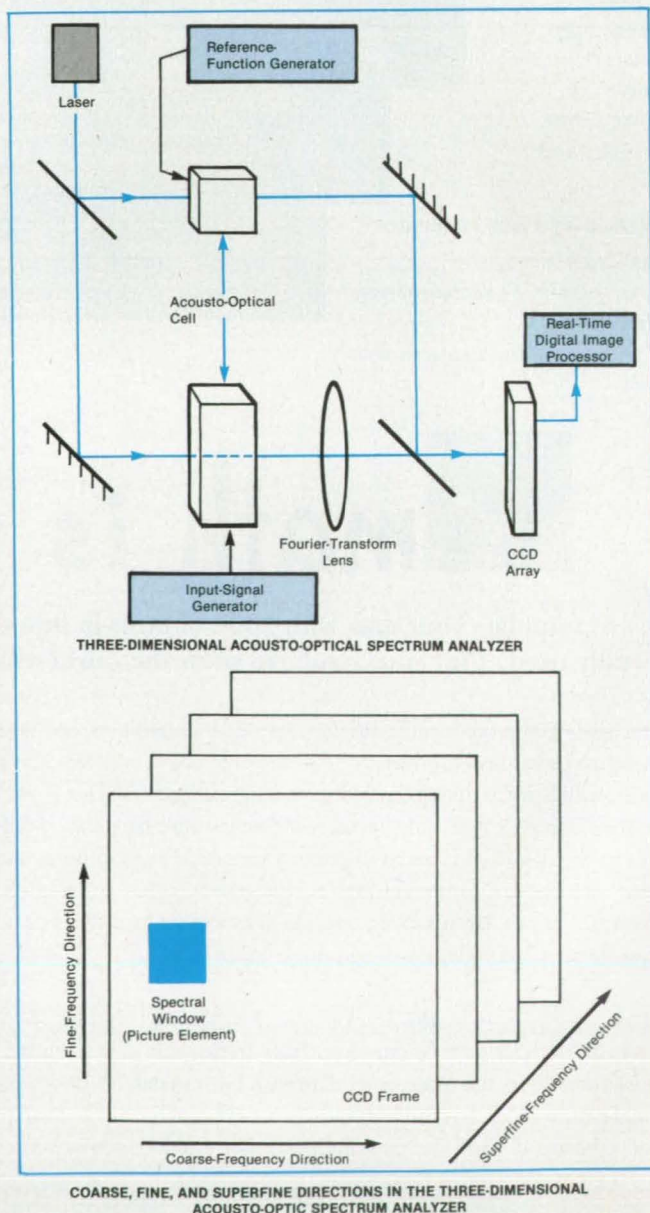 Reference-
Function Generator
Laser
Acousto-Optical
Cell
Real-Time
Digital Image
Processor
Fourier-Transform
Lens
CCD
Array
Input-Signal
Generator
THREE-DIMENSIONAL ACOUSTO-OPTICAL SPECTRUM ANALYZER
Fine-Frequency Direction
Spectral
Window
(Picture Element)
CCD Frame
Superfine-Frequency Direction
Coarse-Frequency Direction
COARSE, FINE, AND SUPERFINE DIRECTIONS IN THE THREE-DIMENSIONAL
ACOUSTO-OPTIC SPECTRUM ANALYZER